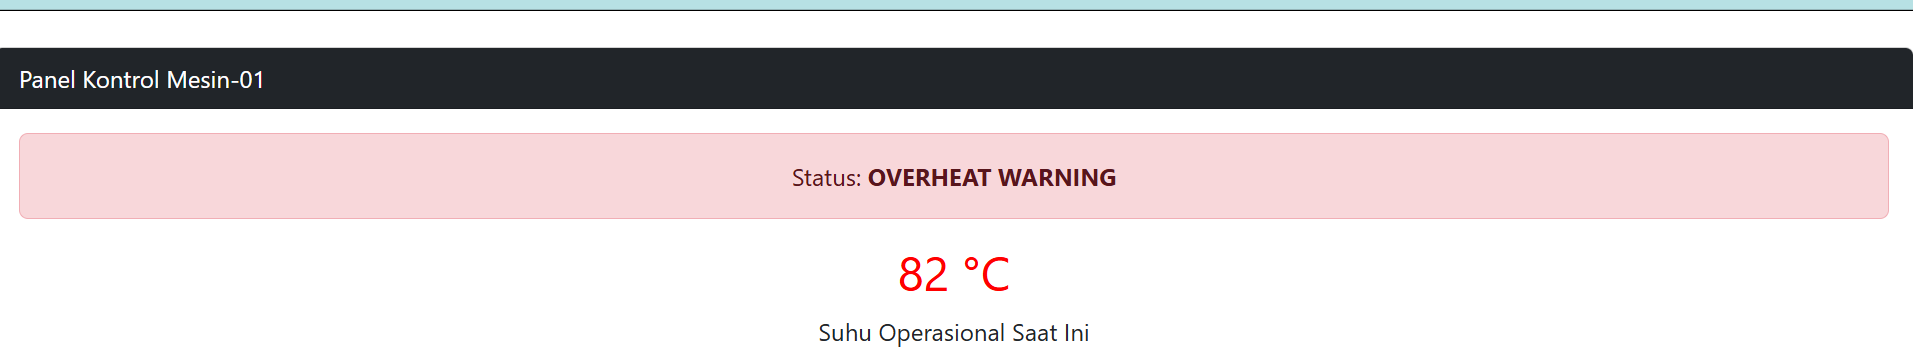 Panel Kontrol Mesin-01
Status: OVERHEAT WARNING
82 °C
Suhu Operasional Saat Ini